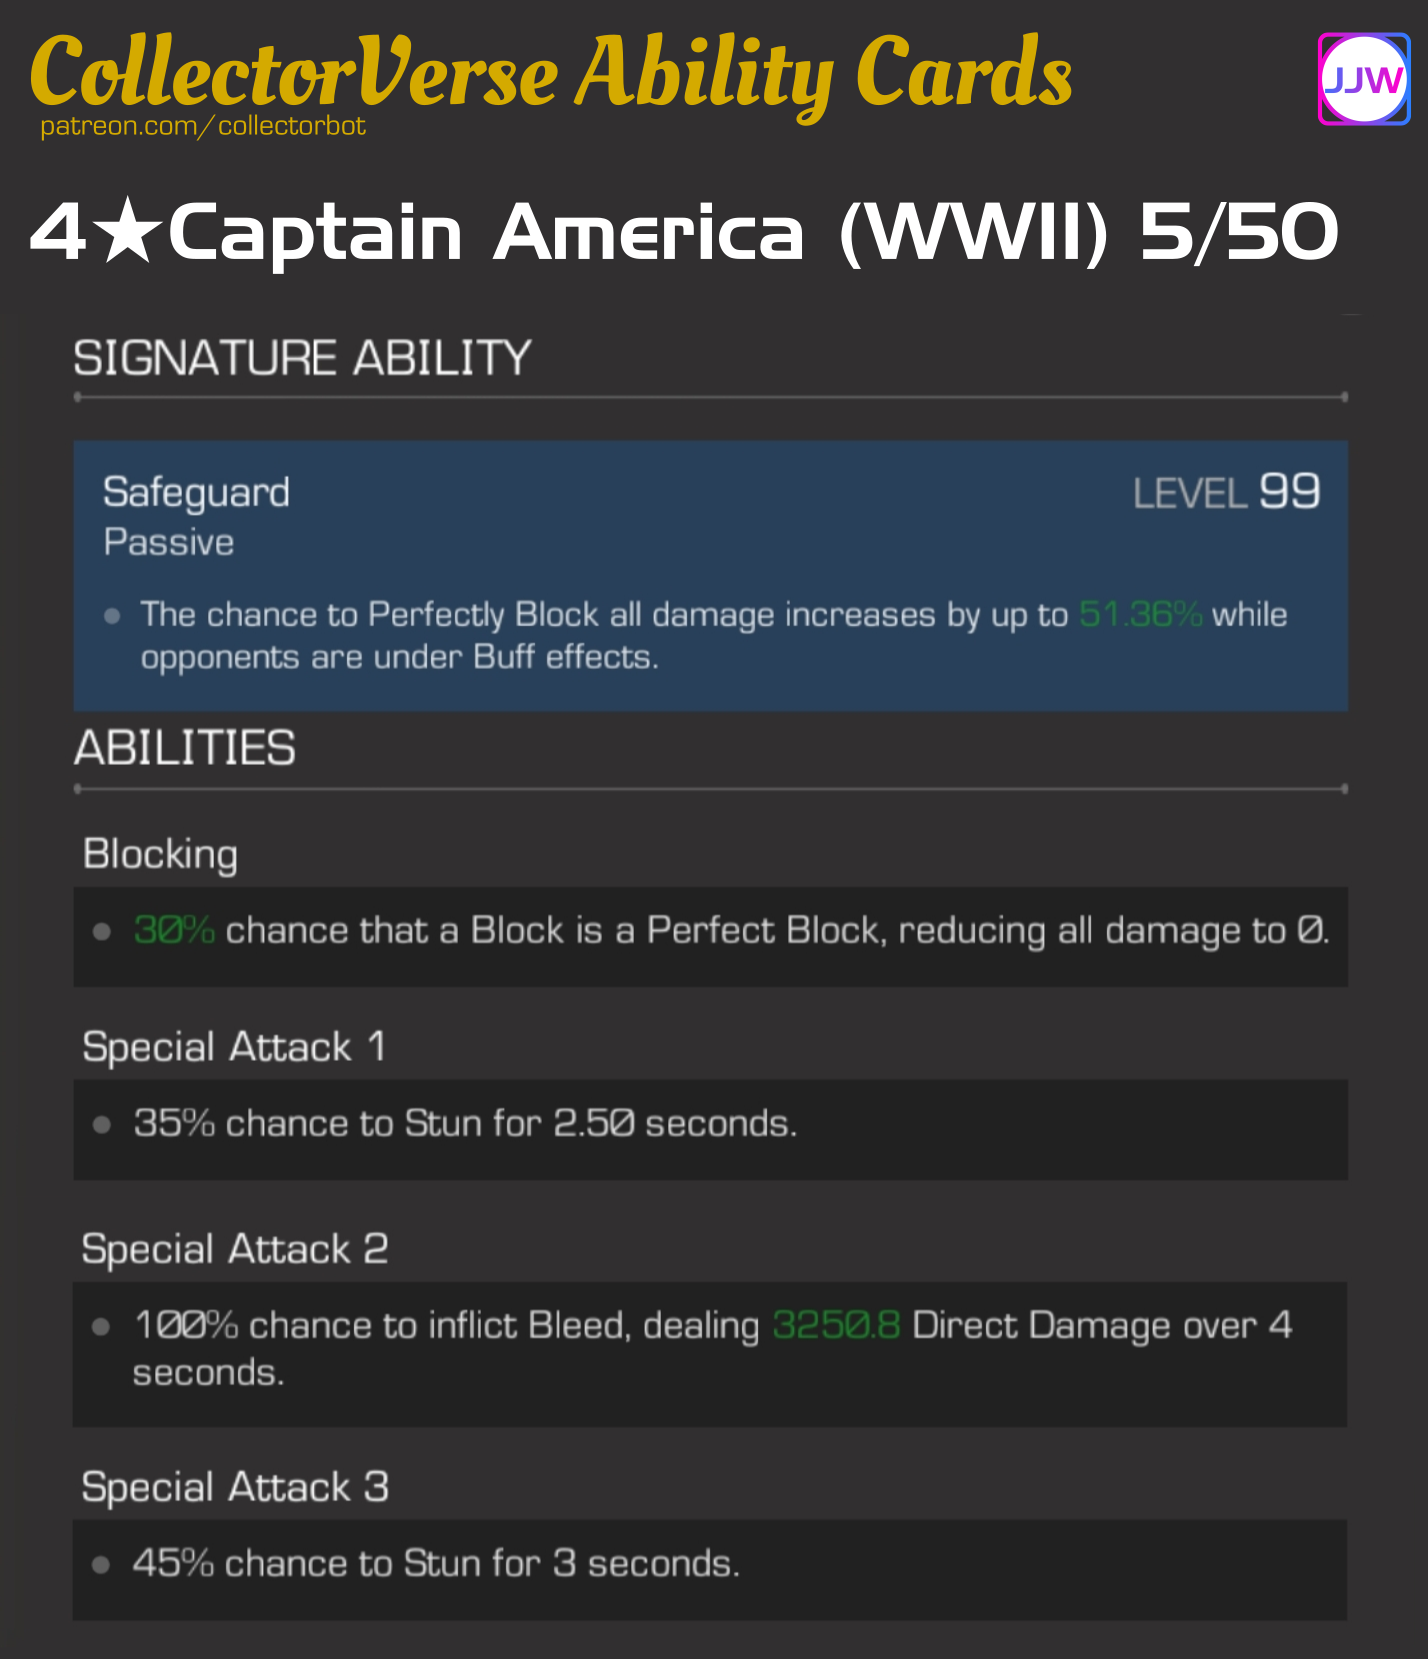 CollectorVerse Ability Cards
JJW
patreon.com/collectorbot
4★Captain America (WWII) 5/50
SIGNATURE ABILITY
Safeguard LEVEL 99
Passive
The chance to Perfectly Block all damage increases by up to 51.36% while
opponents are under Buff effects.
ABILITIES
Blocking
30% chance that a Block is a Perfect Block, reducing all damage to 0.
Special Attack 1
35% chance to Stun for 2.50 seconds.
Special Attack 2
100% chance to inflict Bleed, dealing 3250.8 Direct Damage over 4
seconds.
Special Attack 3
45% chance to Stun for 3 seconds.